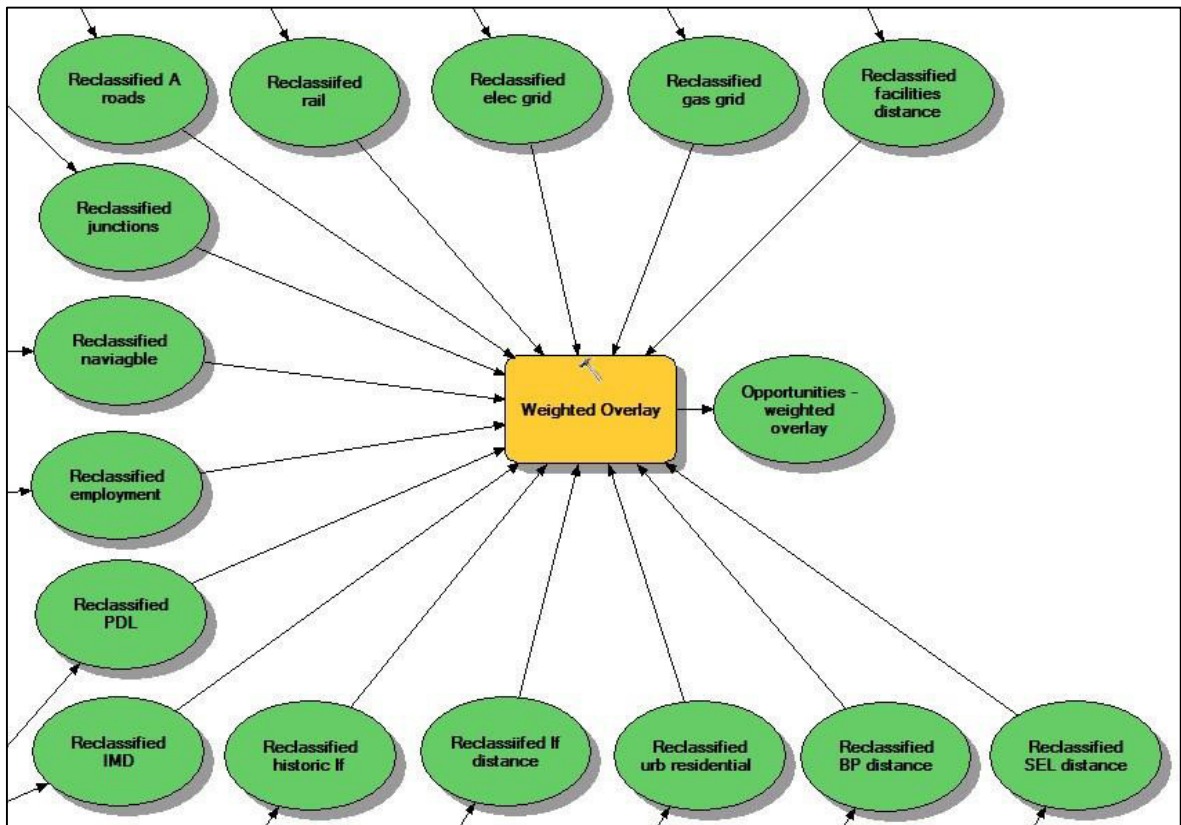 Reclassified A
roads
Reclassiifed
rail
Reclassified
elec grid
Reclassified
gas grid
Reclassified
facilities
distance
Reclassified
junctions
Reclassified
naviagble
Weighted Overlay
Opportunities -
weighted
overlay
Reclassified
employment
Reclassified
PDL
Reclassified
IMD
Reclassified
historic lf
Reclassiifed lf
distance
Reclassified
urb residential
Reclassified
BP distance
Reclassified
SEL distance